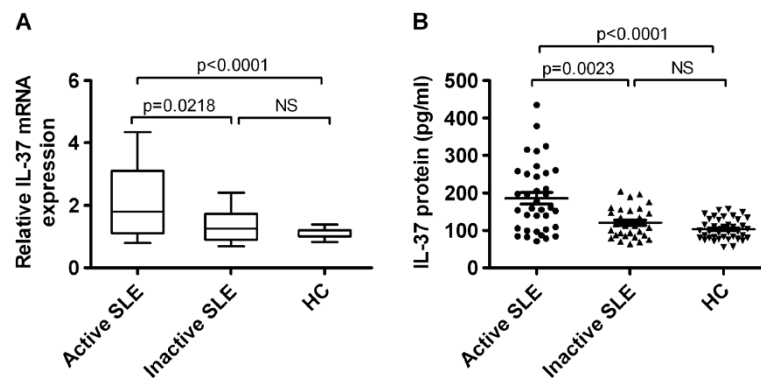 A
p<0.0001
p=0.0218
NS
Relative IL-37 mRNA
expression
6
4
2
0
Active SLE
Inactive SLE
HC
B
p<0.0001
p=0.0023
NS
IL-37 protein (pg/ml)
500
400
300
200
100
0
Active SLE
Inactive SLE
HC